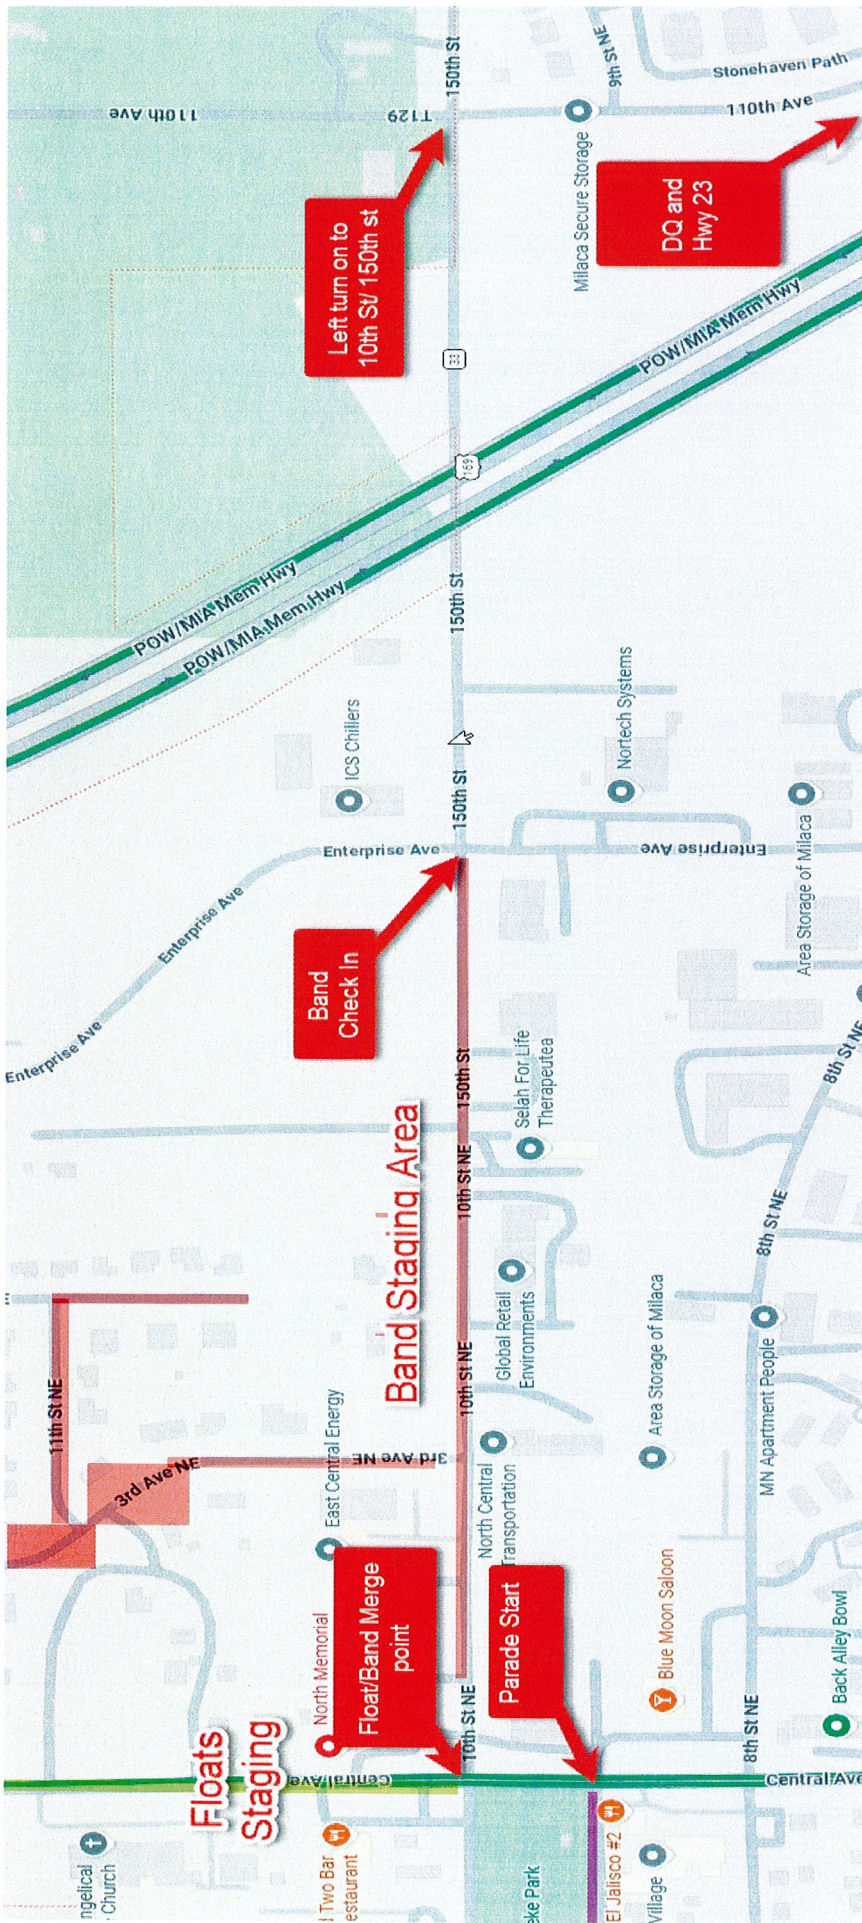 ngelical
Church
Floats
Staging
Central Ave
Two Bar
estaurant
North Memorial
Float/Band Merge
point
10th St NE
eke Park
Parade Start
El Jalisco #2
Village
Central Ave
8th St NE
Blue Moon Saloon
Back Alley Bowl
11th St NE
3rd Ave NE
East Central Energy
3rd Ave NE
Band Staging Area
10th St NE
10th St NE
150th St
North Central
Transportation
Global Retail
Environments
Selah For Life
Therapeutea
Area Storage of Milaca
MN Apartment People
8th St NE
8th St NE
Enterprise Ave
Enterprise Ave
Enterprise Ave
Band
Check In
ICS Chillers
150th St
Enterprise Ave
Nortech Systems
Area Storage of Milaca
POW/MIA Mem Hwy
POW/MIA Mem Hwy
150th St
169
33
POW/MIA Mem Hwy
Left turn on to
10th St/ 150th st
110th Ave
T129
150th St
Milaca Secure Storage
DQ and
Hwy 23
9th St NE
110th Ave
Stonehaven Path